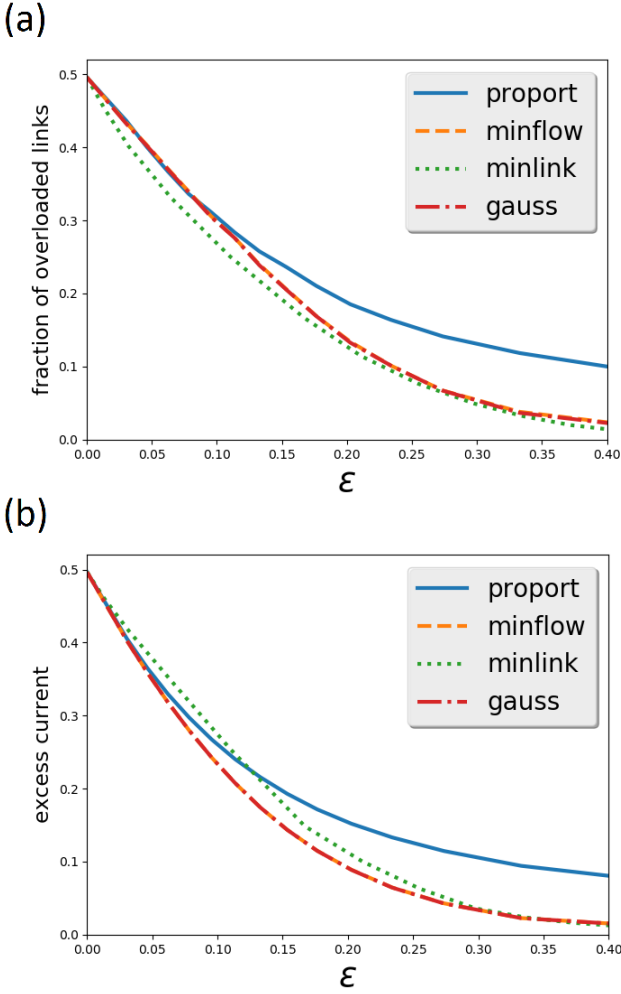 (a)
fraction of overloaded links
0.5
0.4
0.3
0.2
0.1
0.0
proport
minflow
minlink
gauss
0.00 0.05 0.10 0.15 0.20 0.25 0.30 0.35 0.40
ε
(b)
excess current
0.5
0.4
0.3
0.2
0.1
0.0
proport
minflow
minlink
gauss
0.00 0.05 0.10 0.15 0.20 0.25 0.30 0.35 0.40
ε